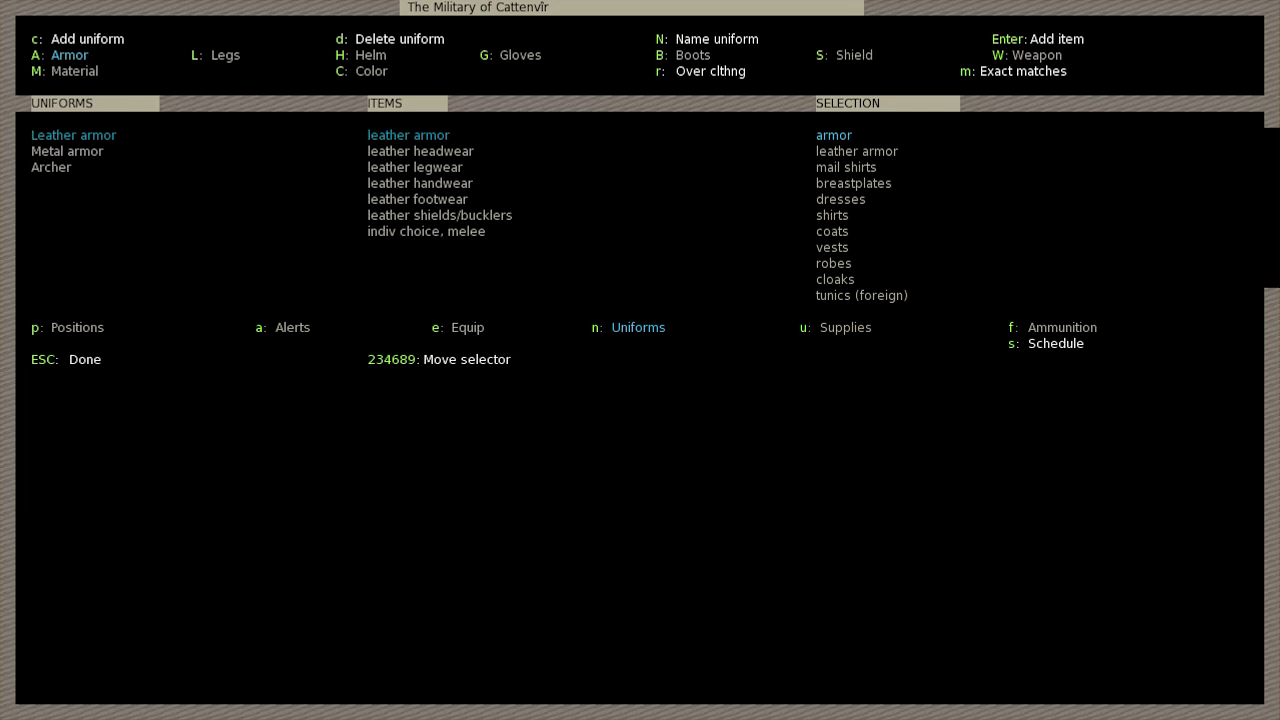 The Military of Cattenvîr
c: Add uniform d: Delete uniform N: Name uniform Enter: Add item
A: Armor L: Legs H: Helm G: Gloves B: Boots S: Shield W: Weapon
M: Material C: Color r: Over clthng m: Exact matches
UNIFORMS ITEMS SELECTION
Leather armor leather armor armor
Metal armor leather headwear leather armor
Archer leather legwear mail shirts
leather handwear breastplates
leather footwear dresses
leather shields/bucklers shirts
indiv choice, melee coats
vests
robes
cloaks
tunics (foreign)
p: Positions a: Alerts e: Equip n: Uniforms u: Supplies f: Ammunition
s: Schedule
ESC: Done 234689: Move selector